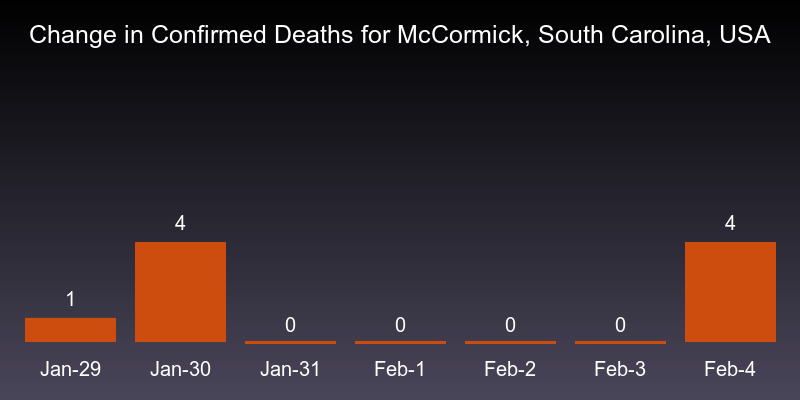 Change in Confirmed Deaths for McCormick, South Carolina, USA
1
4
0
0
0
0
4
Jan-29
Jan-30
Jan-31
Feb-1
Feb-2
Feb-3
Feb-4